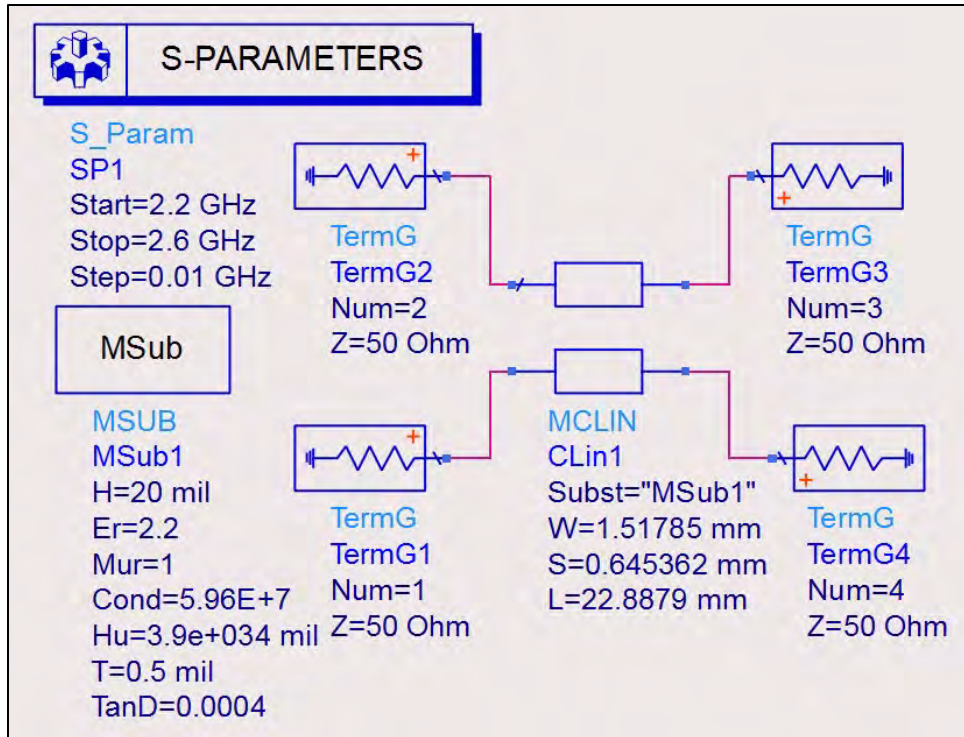 S-PARAMETERS
S_Param
SP1
Start=2.2 GHz
Stop=2.6 GHz
Step=0.01 GHz
+
TermG
TermG2
Num=2
Z=50 Ohm
+
TermG
TermG3
Num=3
Z=50 Ohm
MSub
MSUB
MSub1
H=20 mil
Er=2.2
Mur=1
Cond=5.96E+7
Hu=3.9e+034 mil
T=0.5 mil
TanD=0.0004
+
TermG
TermG1
Num=1
Z=50 Ohm
MCLIN
CLin1
Subst="MSub1"
W=1.51785 mm
S=0.645362 mm
L=22.8879 mm
+
TermG
TermG4
Num=4
Z=50 Ohm